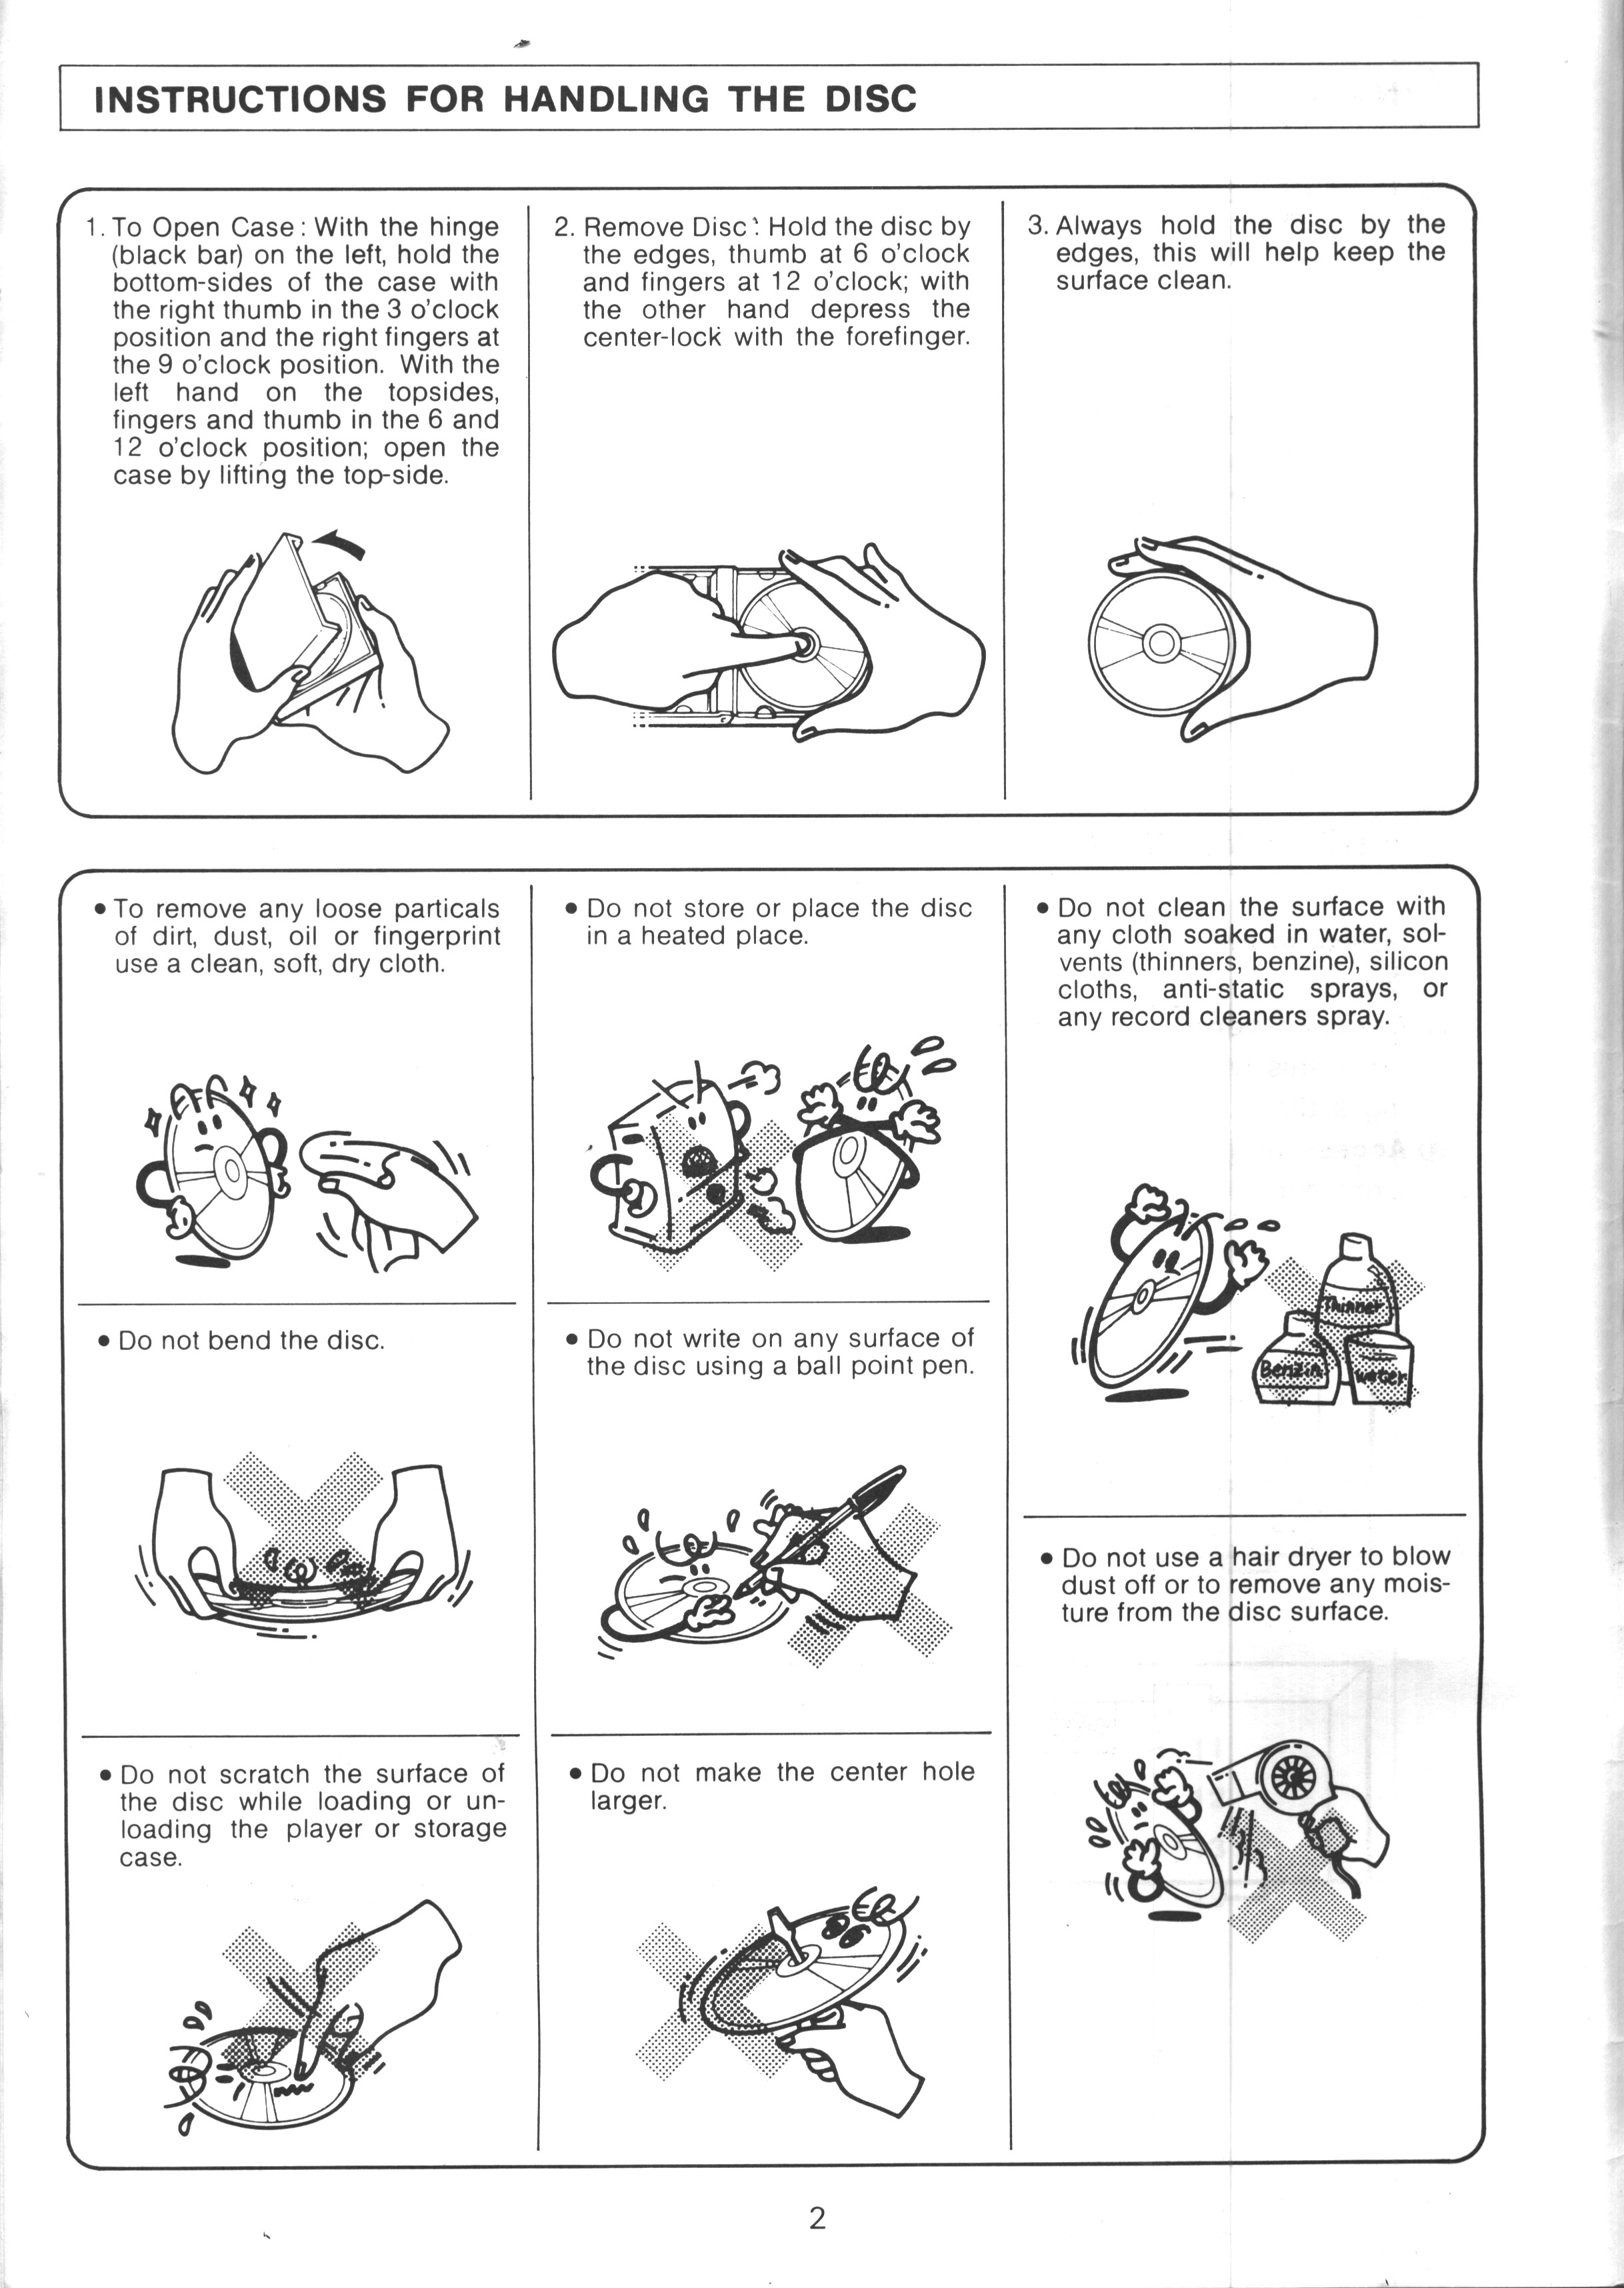 INSTRUCTIONS FOR HANDLING THE DISC
1. To Open Case : With the hinge
(black bar) on the left, hold the
bottom-sides of the case with
the right thumb in the 3 o'clock
position and the right fingers at
the 9 o'clock position. With the
left hand on the topsides,
fingers and thumb in the 6 and
12 o'clock position; open the
case by lifting the top-side.
2. Remove Disc : Hold the disc by
the edges, thumb at 6 o'clock
and fingers at 12 o'clock; with
the other hand depress the
center-lock with the forefinger.
3. Always hold the disc by the
edges, this will help keep the
surface clean.
• To remove any loose particals
of dirt, dust, oil or fingerprint
use a clean, soft, dry cloth.
• Do not bend the disc.
• Do not scratch the surface of
the disc while loading or un-
loading the player or storage
case.
• Do not store or place the disc
in a heated place.
• Do not write on any surface of
the disc using a ball point pen.
• Do not make the center hole
larger.
• Do not clean the surface with
any cloth soaked in water, sol-
vents (thinners, benzine), silicon
cloths, anti-static sprays, or
any record cleaners spray.
Thinner
Benzin
water
• Do not use a hair dryer to blow
dust off or to remove any mois-
ture from the disc surface.
2